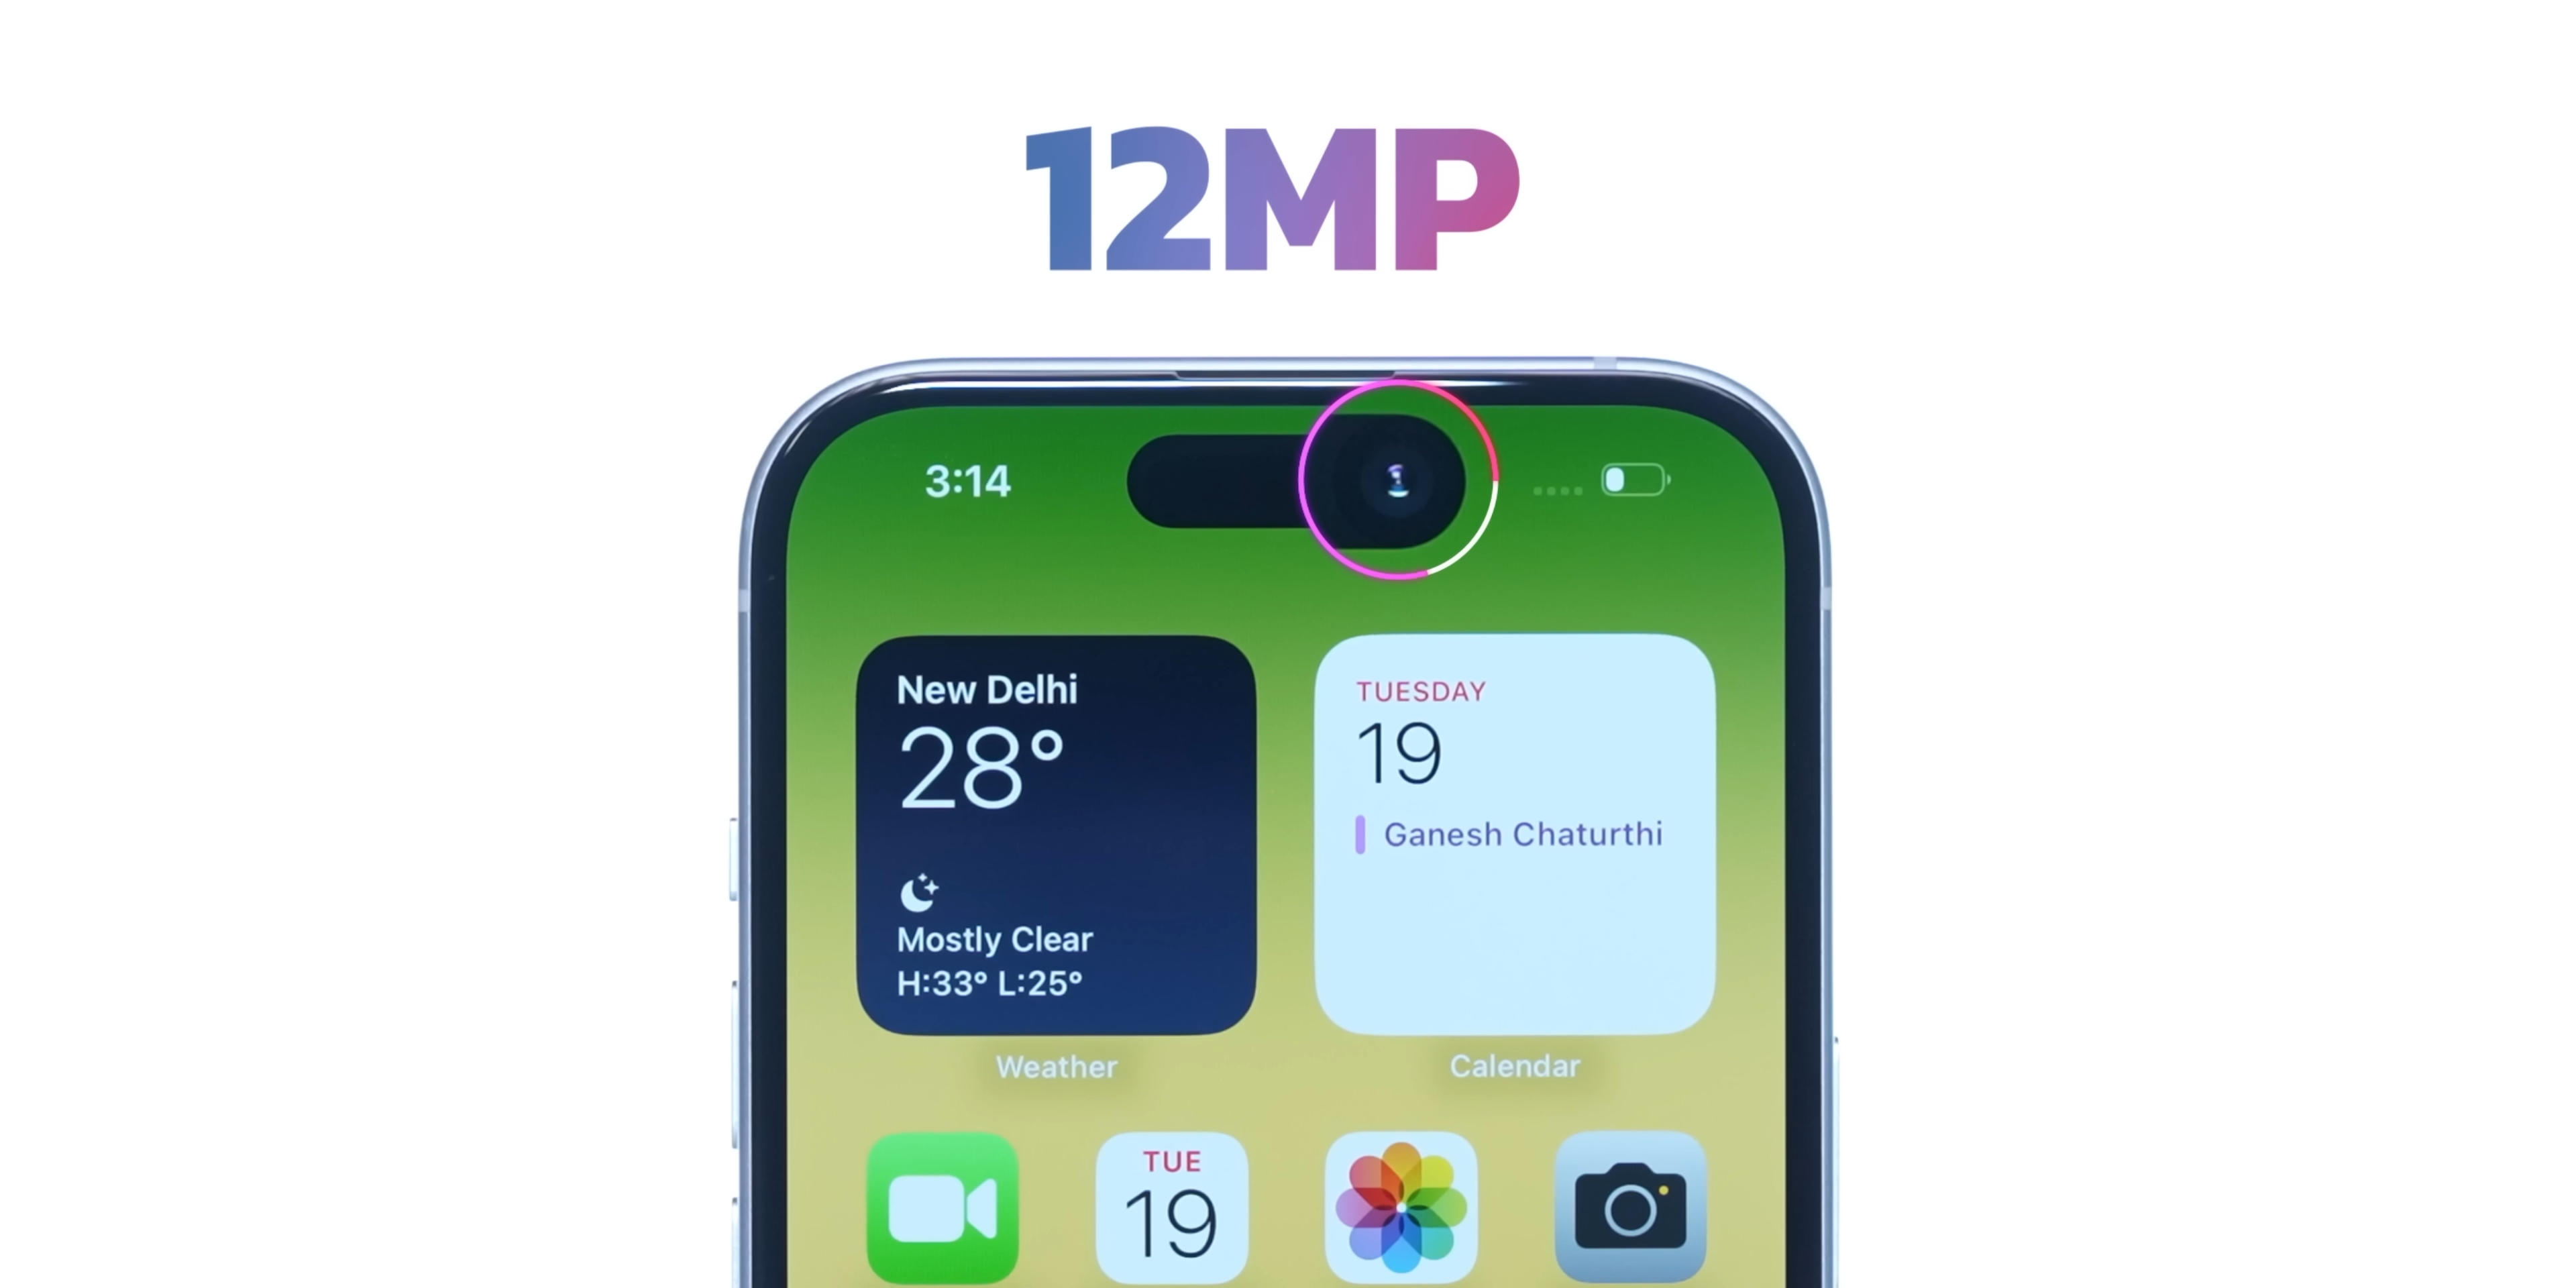 12MP
3:14
New Delhi
28°
Mostly Clear
H:33° L:25°
Weather
TUESDAY
19
Ganesh Chaturthi
Calendar
TUE
19